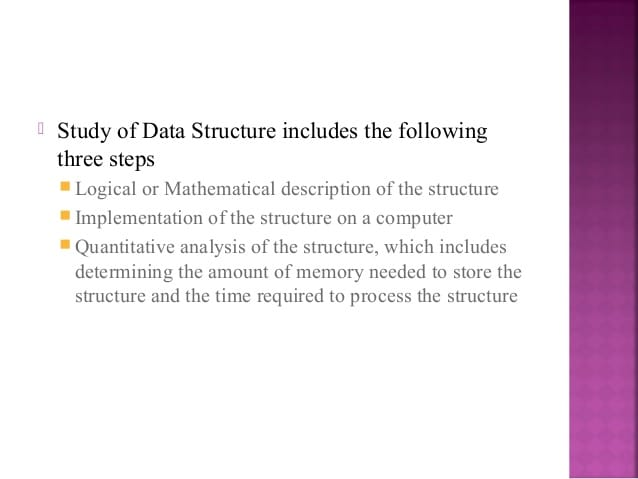 Study of Data Structure includes the following
three steps
Logical or Mathematical description of the structure
Implementation of the structure on a computer
Quantitative analysis of the structure, which includes
determining the amount of memory needed to store the
structure and the time required to process the structure